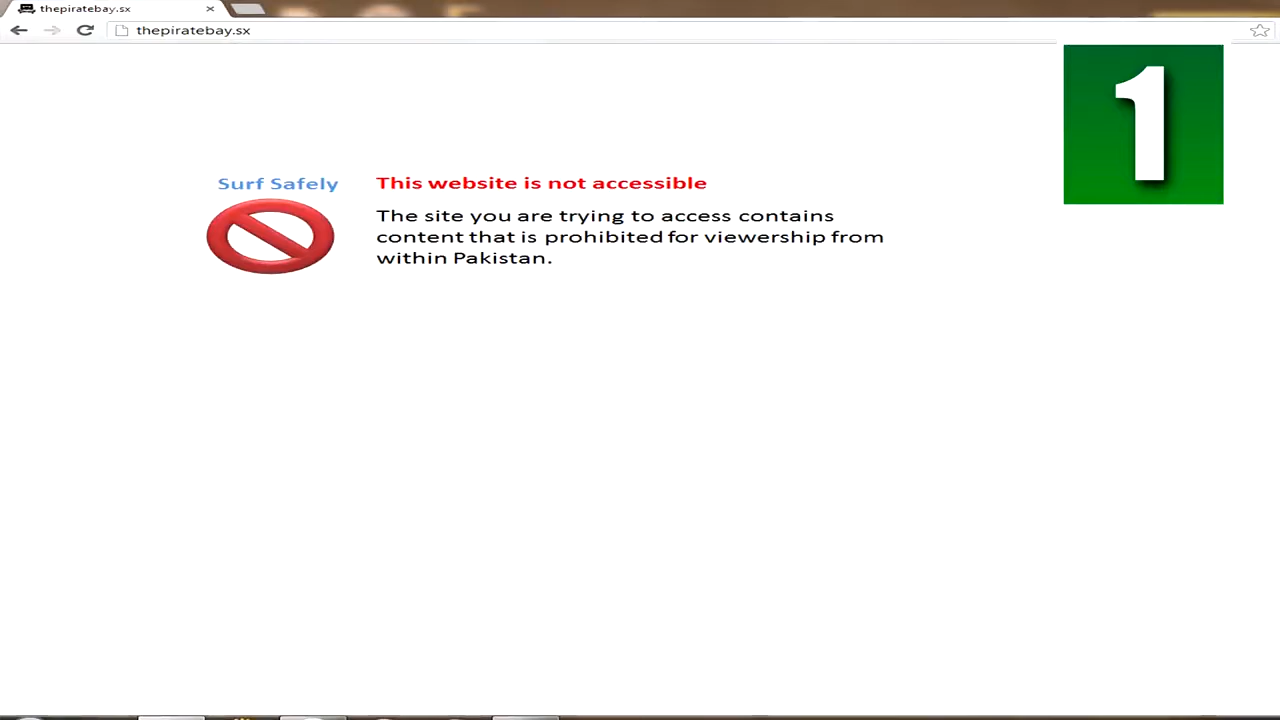 thepiratebay.sx
thepiratebay.sx
1
Surf Safely
This website is not accessible
The site you are trying to access contains
content that is prohibited for viewership from
within Pakistan.